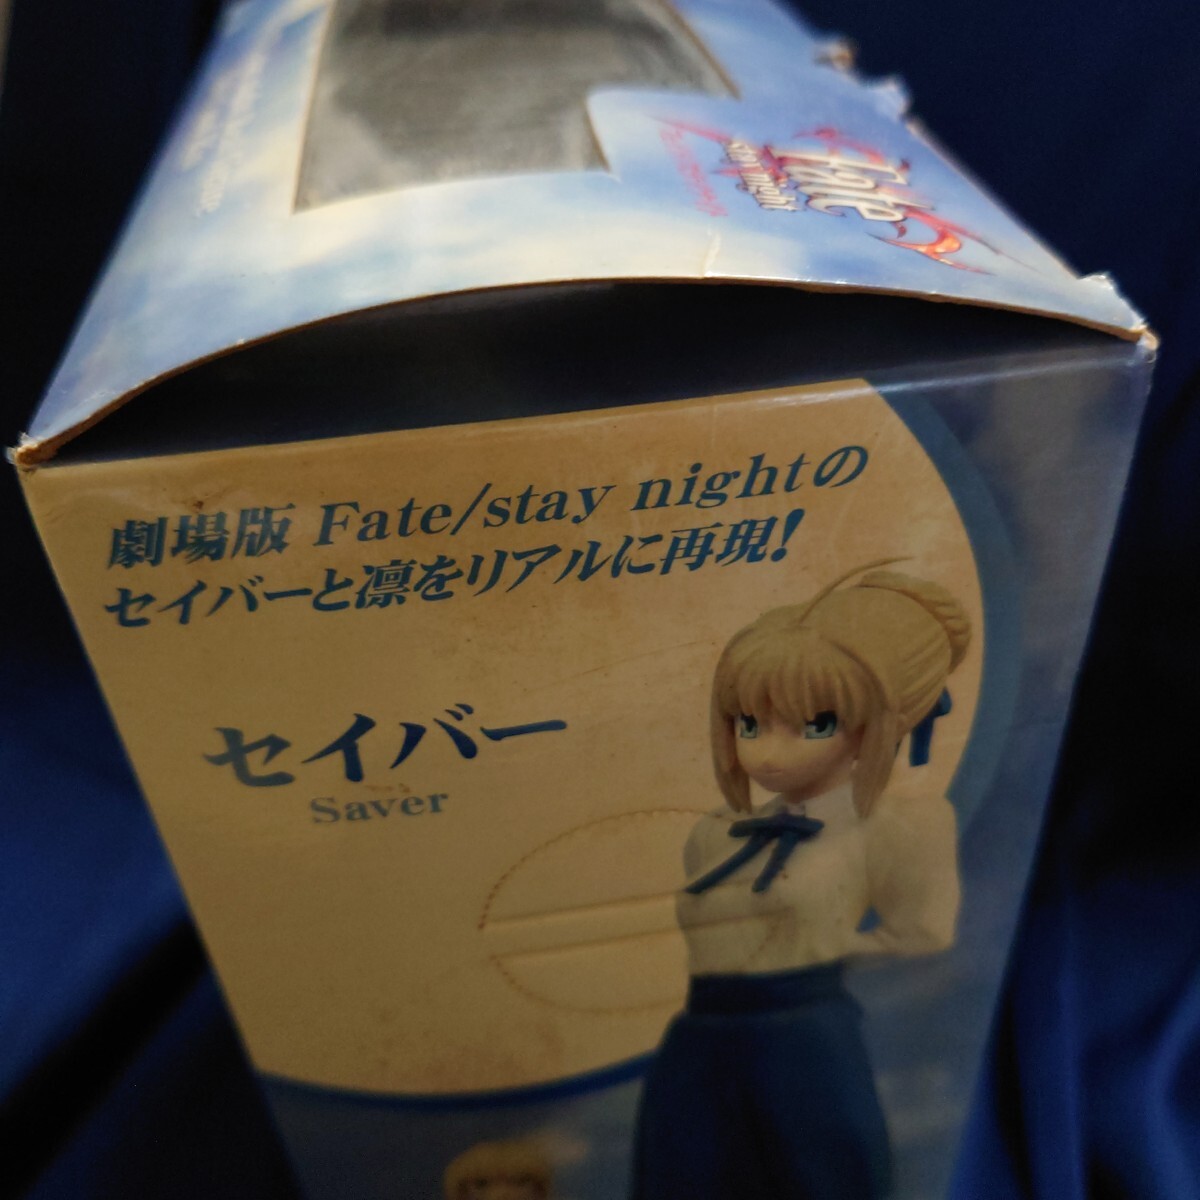 Fate
stay night
劇場版 Fate/stay nightの
セイバーと凛をリアルに再現！
セイバー
Saver